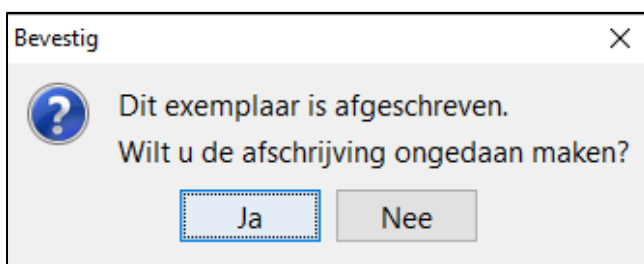 Bevestig
Dit exemplaar is afgeschreven.
Wilt u de afschrijving ongedaan maken?
Ja
Nee